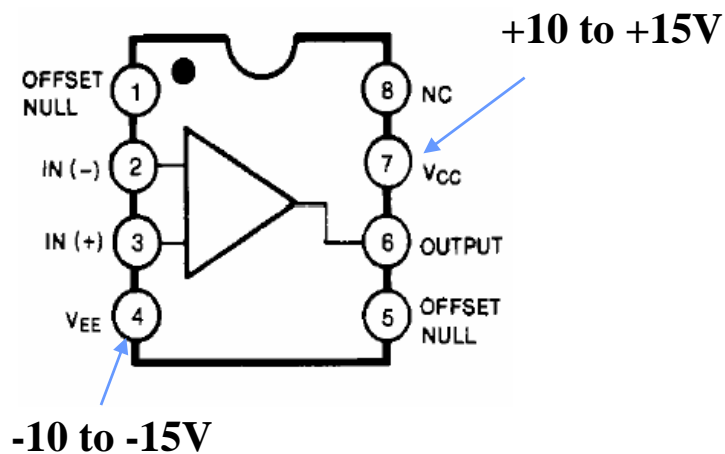 +10 to +15V
OFFSET
NULL
1
8
NC
IN (-)
2
7
VCC
IN (+)
3
6
OUTPUT
VEE
4
5
OFFSET
NULL
-10 to -15V